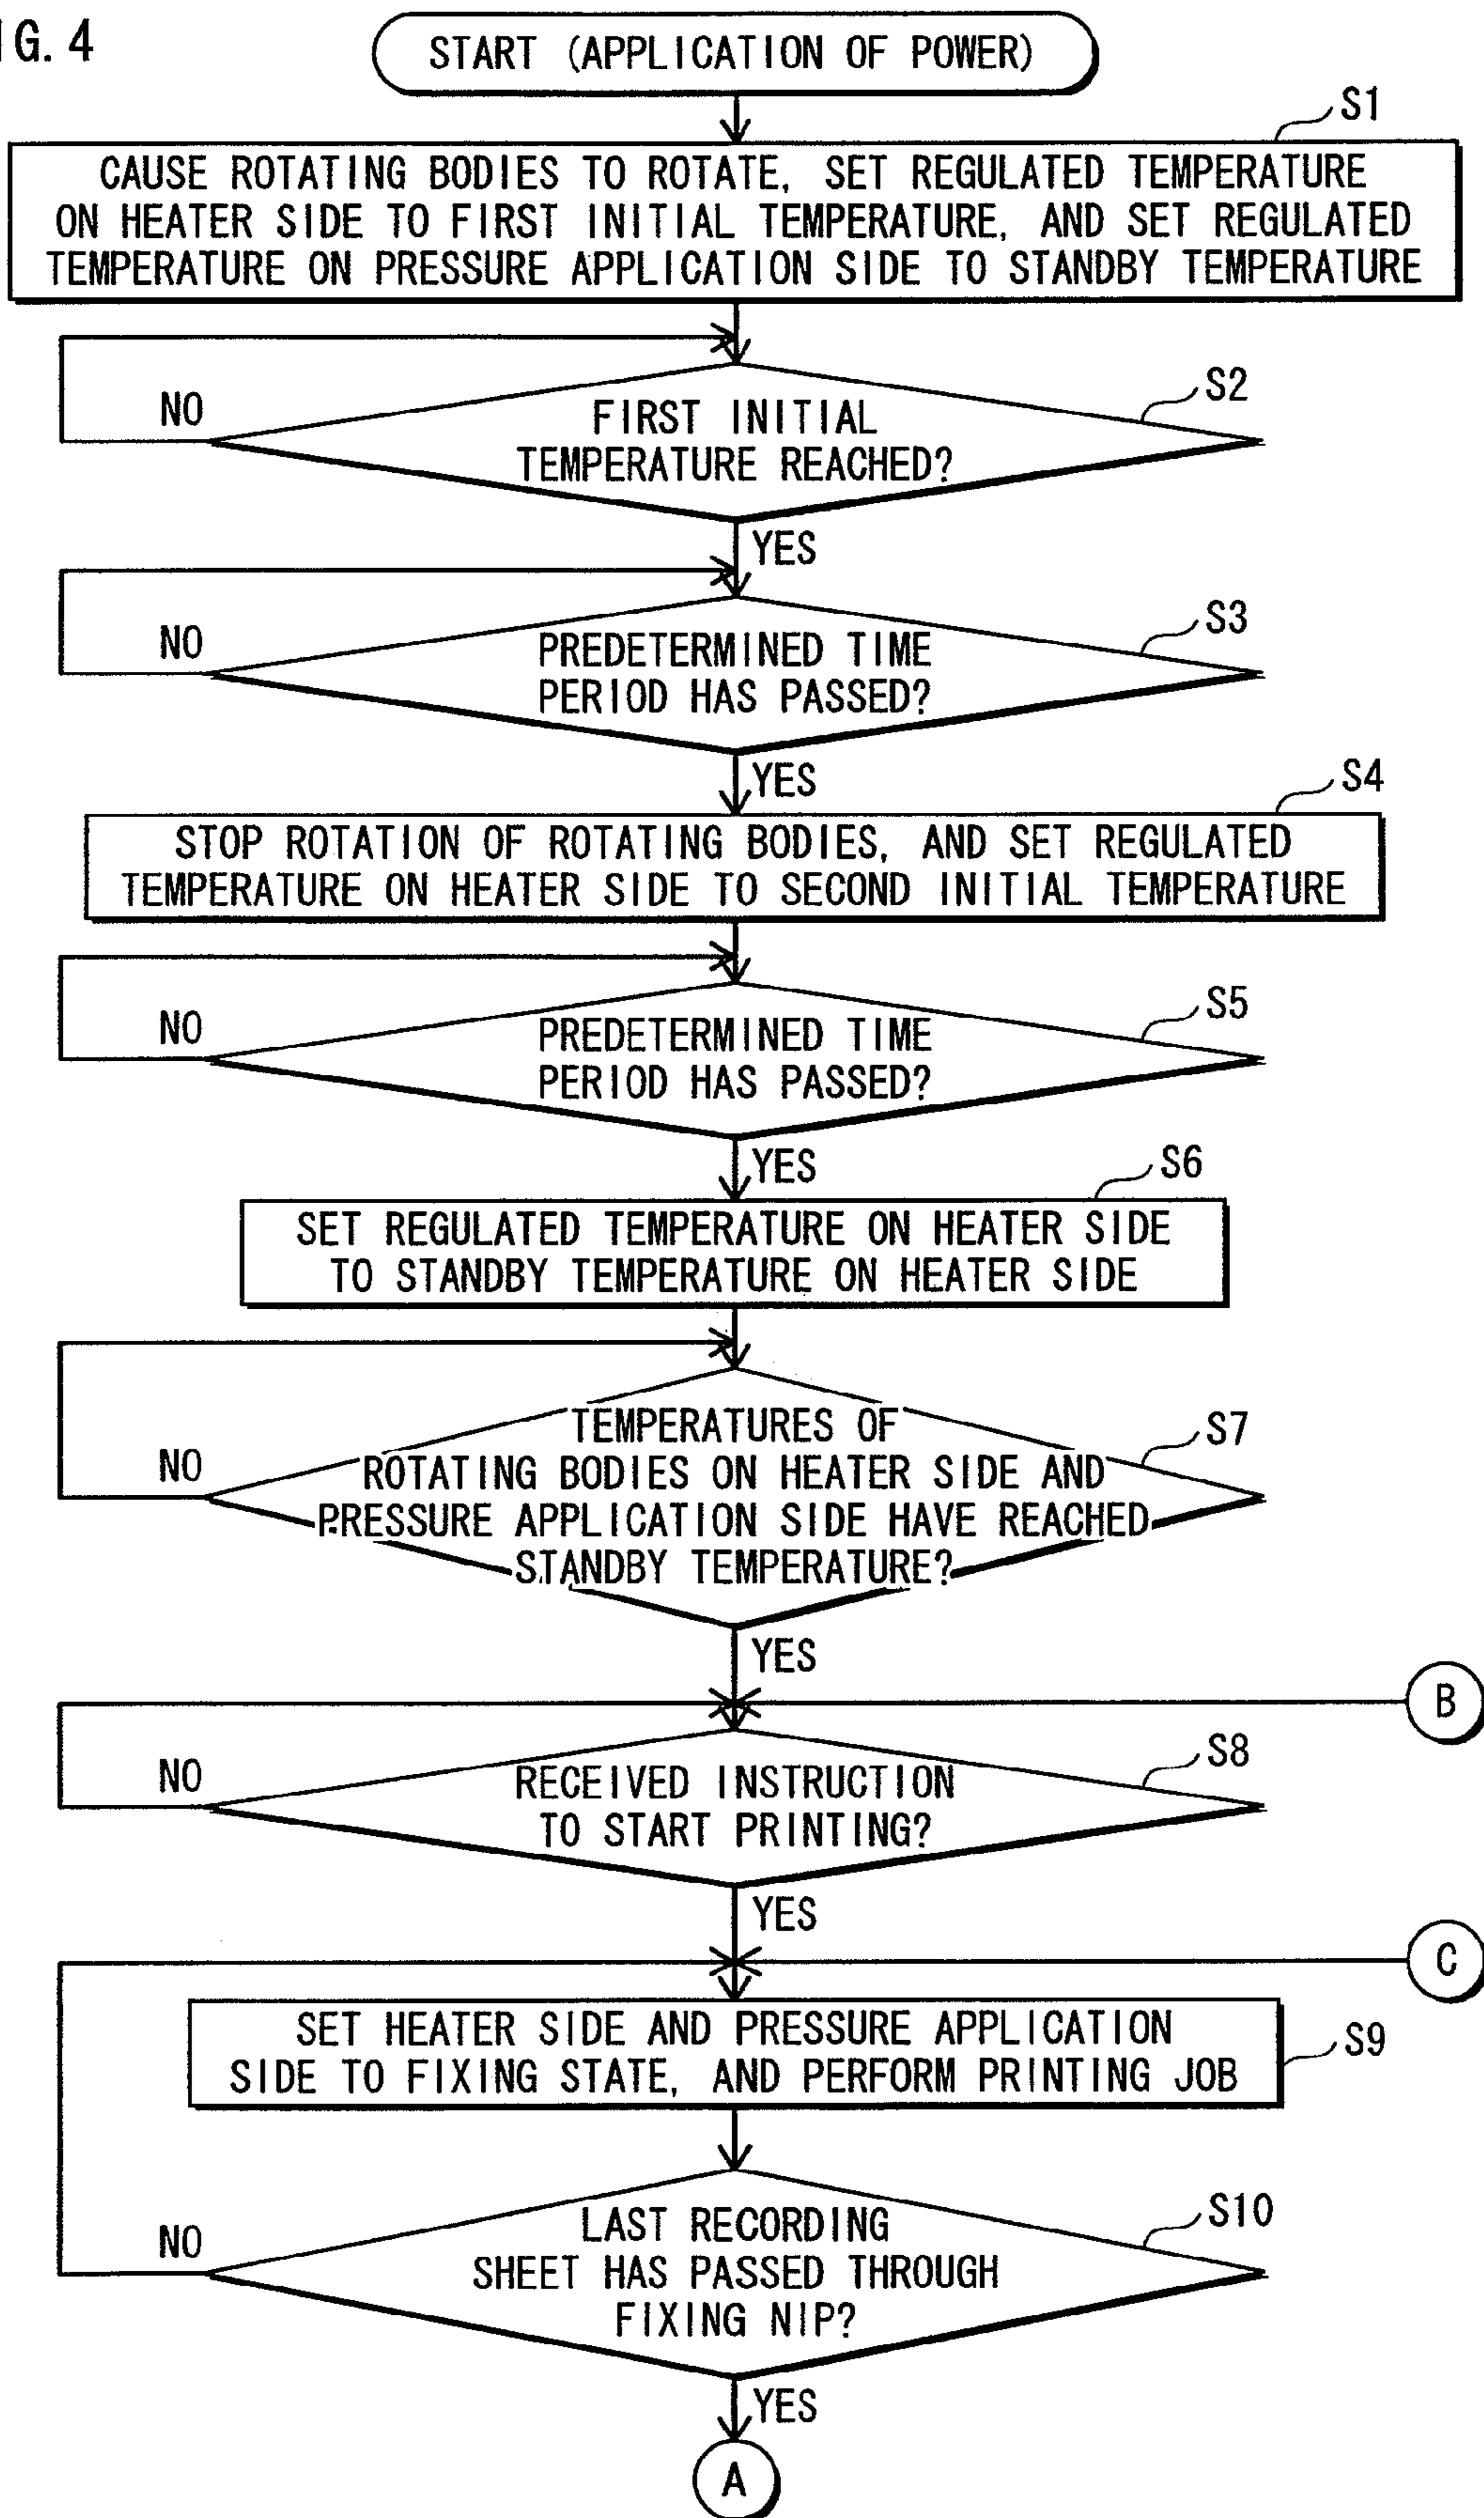 IG. 4
START (APPLICATION OF POWER)
S1
CAUSE ROTATING BODIES TO ROTATE, SET REGULATED TEMPERATURE
ON HEATER SIDE TO FIRST INITIAL TEMPERATURE, AND SET REGULATED
TEMPERATURE ON PRESSURE APPLICATION SIDE TO STANDBY TEMPERATURE
S2
NO
FIRST INITIAL
TEMPERATURE REACHED?
YES
S3
NO
PREDETERMINED TIME
PERIOD HAS PASSED?
YES
S4
STOP ROTATION OF ROTATING BODIES, AND SET REGULATED
TEMPERATURE ON HEATER SIDE TO SECOND INITIAL TEMPERATURE
S5
NO
PREDETERMINED TIME
PERIOD HAS PASSED?
YES
S6
SET REGULATED TEMPERATURE ON HEATER SIDE
TO STANDBY TEMPERATURE ON HEATER SIDE
S7
NO
TEMPERATURES OF
ROTATING BODIES ON HEATER SIDE AND
PRESSURE APPLICATION SIDE HAVE REACHED
STANDBY TEMPERATURE?
YES
B
S8
NO
RECEIVED INSTRUCTION
TO START PRINTING?
YES
C
SET HEATER SIDE AND PRESSURE APPLICATION
SIDE TO FIXING STATE, AND PERFORM PRINTING JOB
S9
S10
NO
LAST RECORDING
SHEET HAS PASSED THROUGH
FIXING NIP?
YES
A